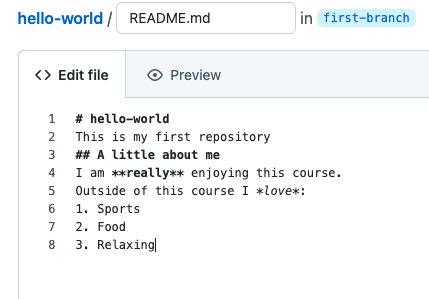 hello-world / README.md in first-branch
<> Edit file Preview
1 # hello-world
2 This is my first repository
3 ## A little about me
4 I am **really** enjoying this course.
5 Outside of this course I *love*:
6 1. Sports
7 2. Food
8 3. Relaxing